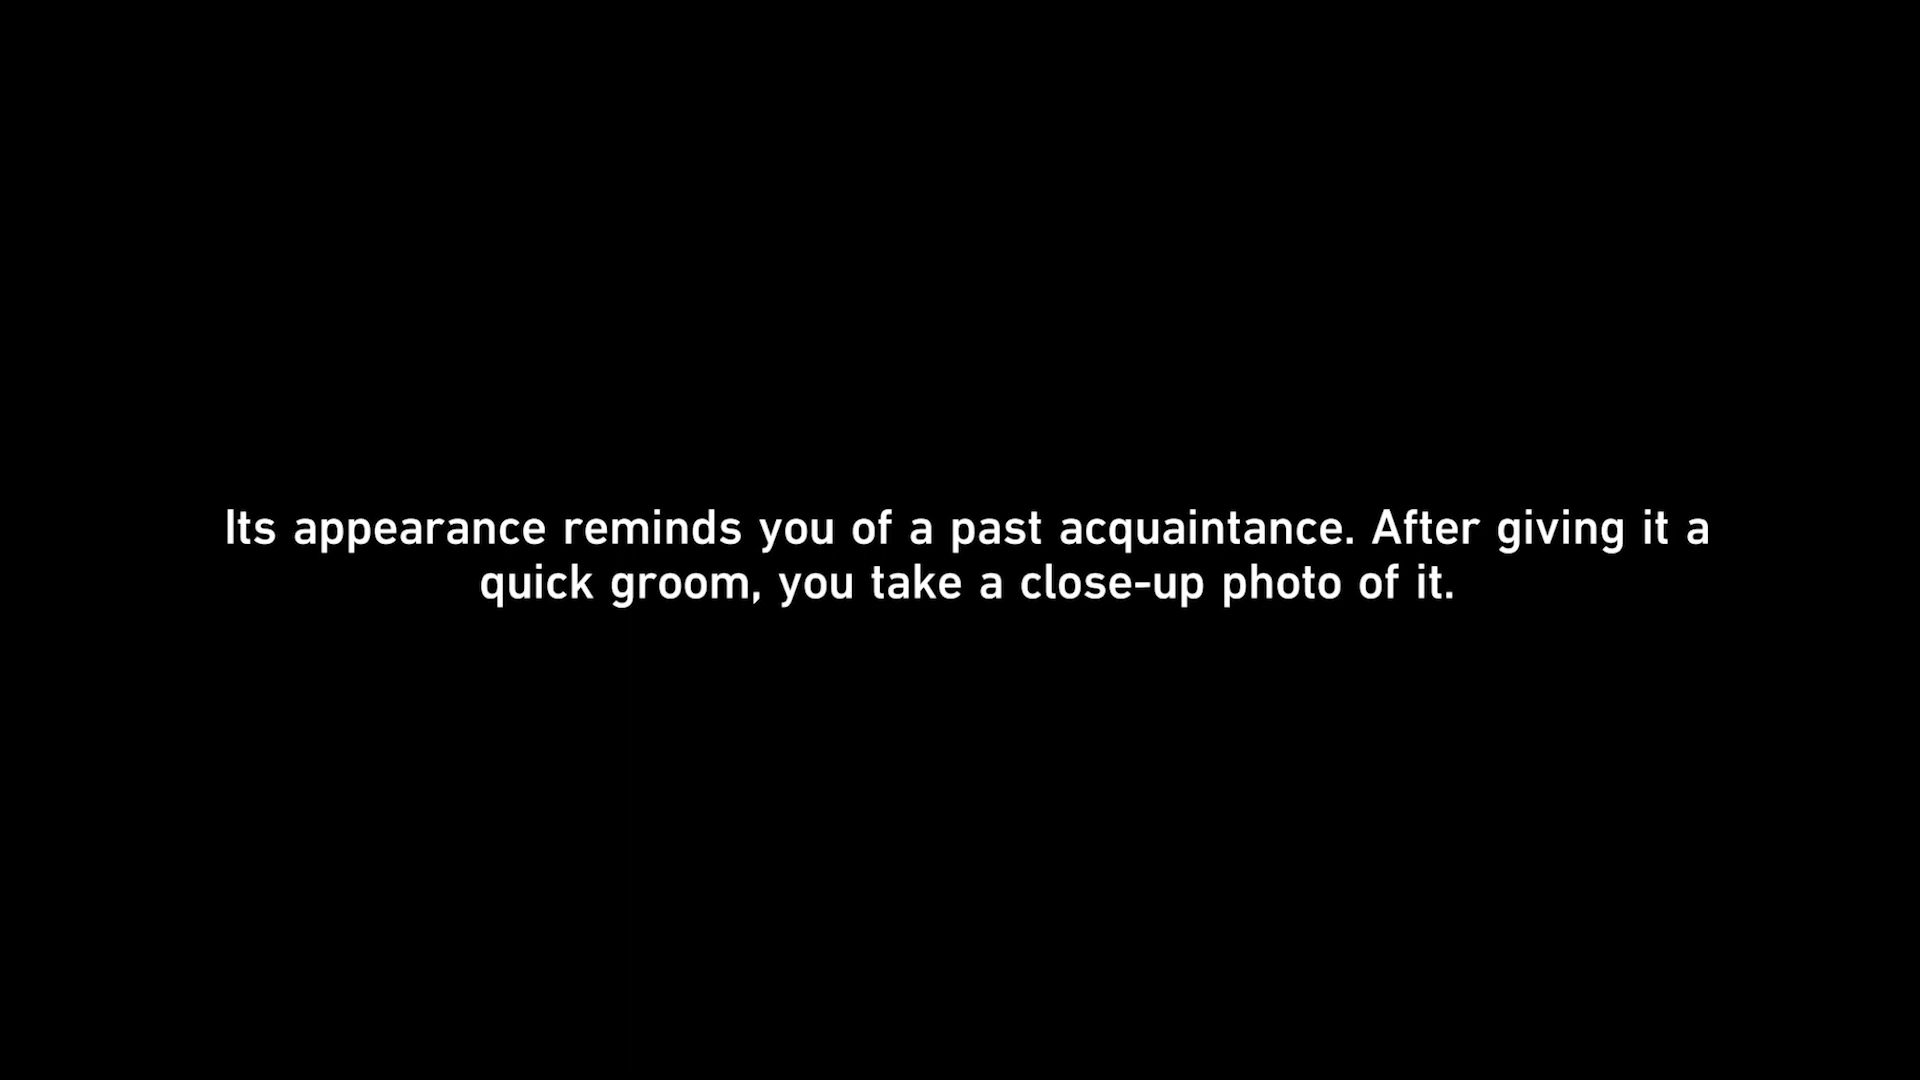 Its appearance reminds you of a past acquaintance. After giving it a
quick groom, you take a close-up photo of it.